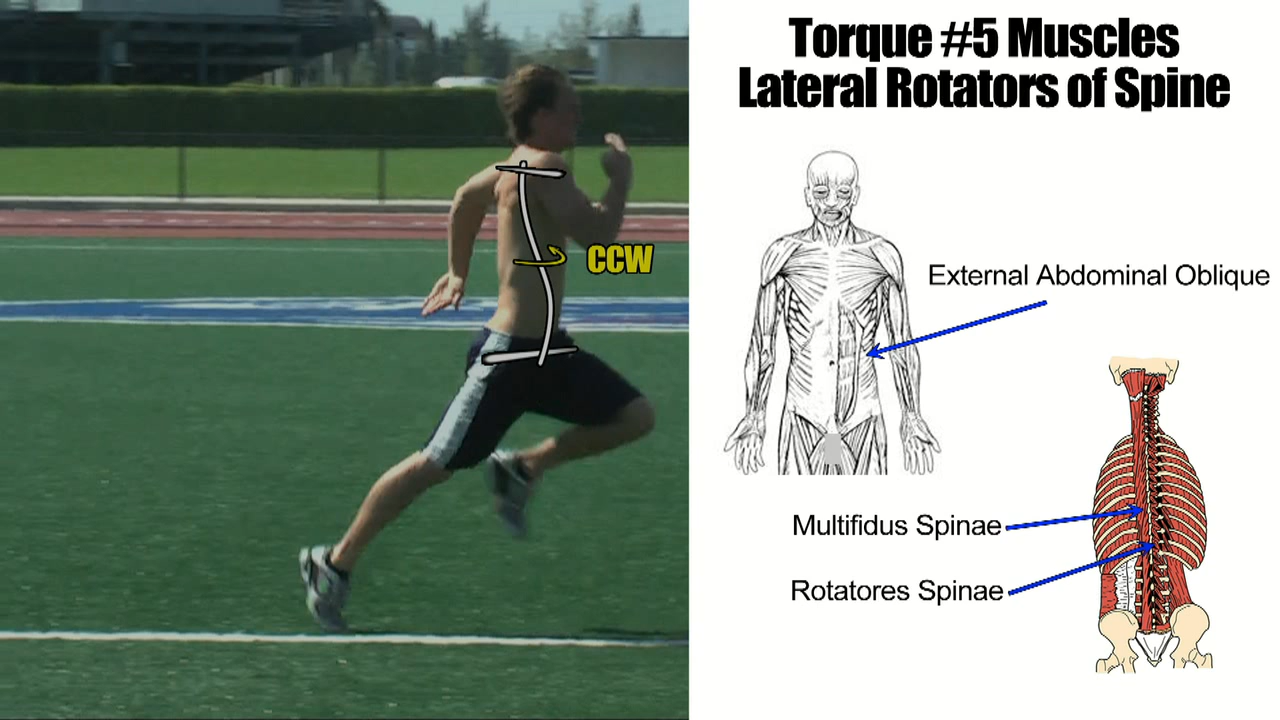 Torque #5 Muscles
Lateral Rotators of Spine
CCW
External Abdominal Oblique
Multifidus Spinae
Rotatores Spinae